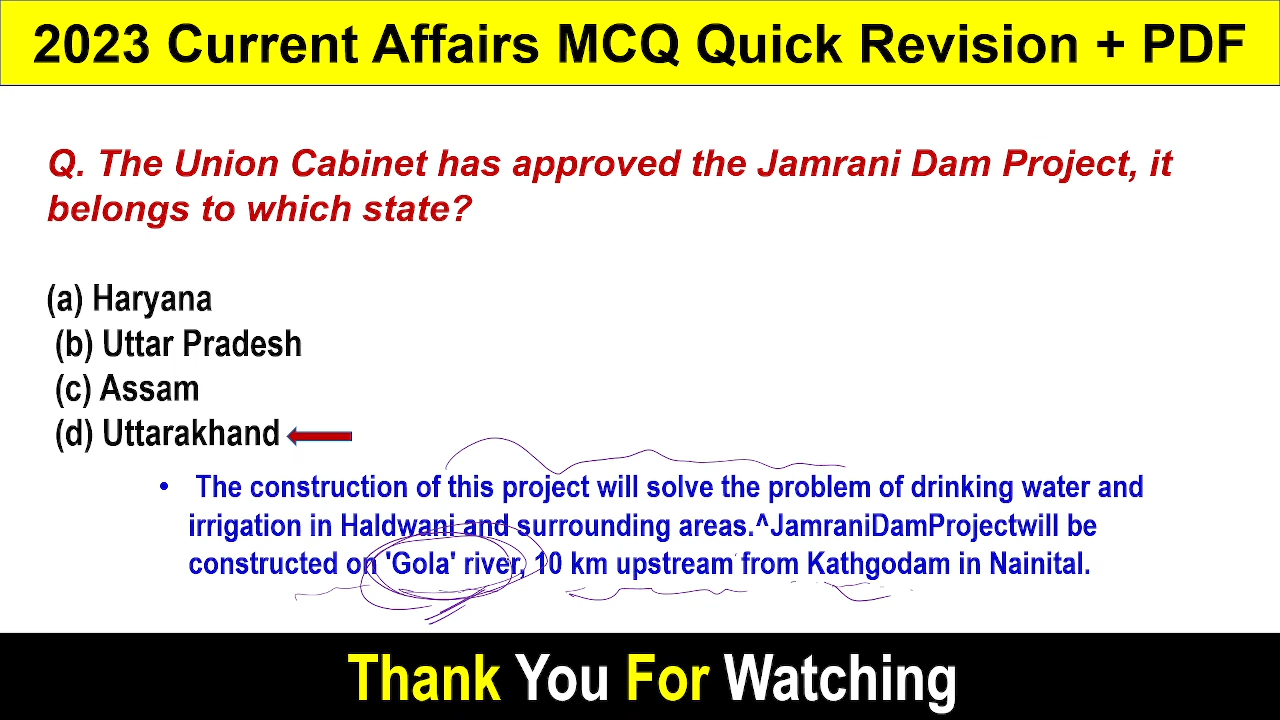 2023 Current Affairs MCQ Quick Revision + PDF
Q. The Union Cabinet has approved the Jamrani Dam Project, it
belongs to which state?
(a) Haryana
(b) Uttar Pradesh
(c) Assam
(d) Uttarakhand
• The construction of this project will solve the problem of drinking water and
irrigation in Haldwani and surrounding areas.^JamraniDamProjectwill be
constructed on 'Gola' river, 10 km upstream from Kathgodam in Nainital.
Thank You For Watching